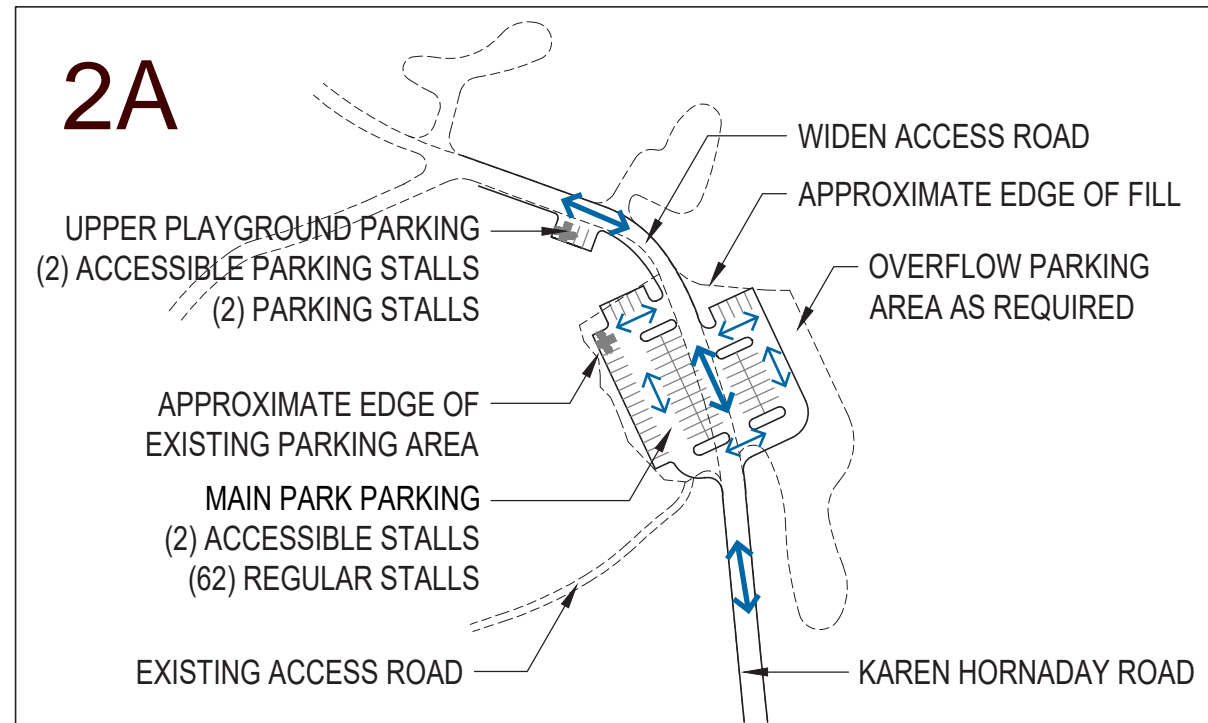 2A
WIDEN ACCESS ROAD
APPROXIMATE EDGE OF FILL
UPPER PLAYGROUND PARKING
(2) ACCESSIBLE PARKING STALLS
(2) PARKING STALLS
OVERFLOW PARKING
AREA AS REQUIRED
APPROXIMATE EDGE OF
EXISTING PARKING AREA
MAIN PARK PARKING
(2) ACCESSIBLE STALLS
(62) REGULAR STALLS
EXISTING ACCESS ROAD
KAREN HORNADAY ROAD